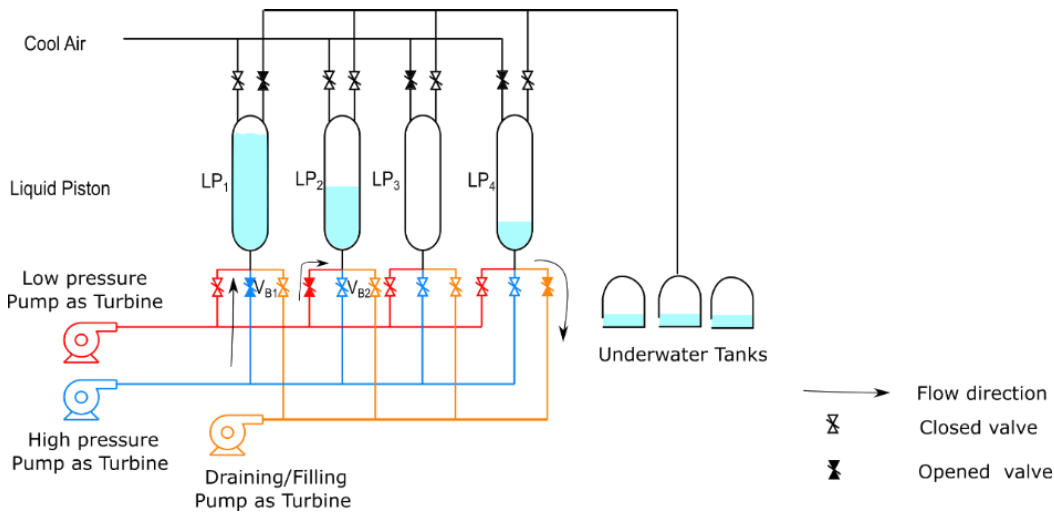 Cool Air
Liquid Piston
LP1
LP2
LP3
LP4
VB1
VB2
Low pressure
Pump as Turbine
High pressure
Pump as Turbine
Draining/Filling
Pump as Turbine
Underwater Tanks
Flow direction
Closed valve
Opened valve